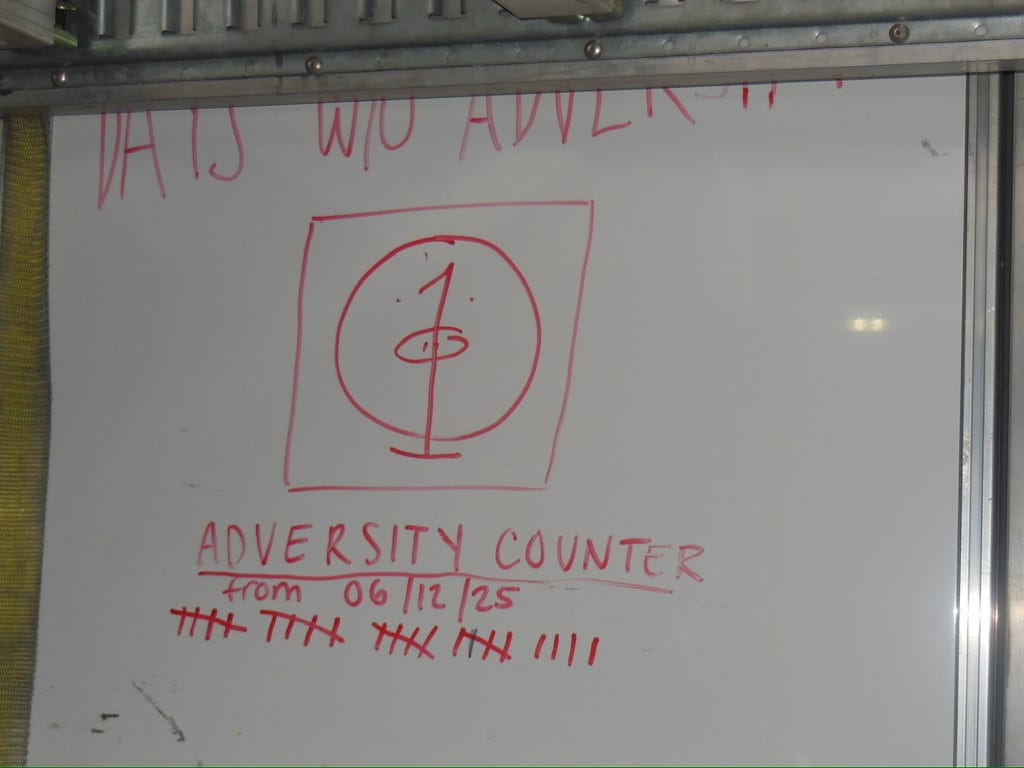 DAYS W/O ADVERSITY
1
ADVERSITY COUNTER
from 06/12/25